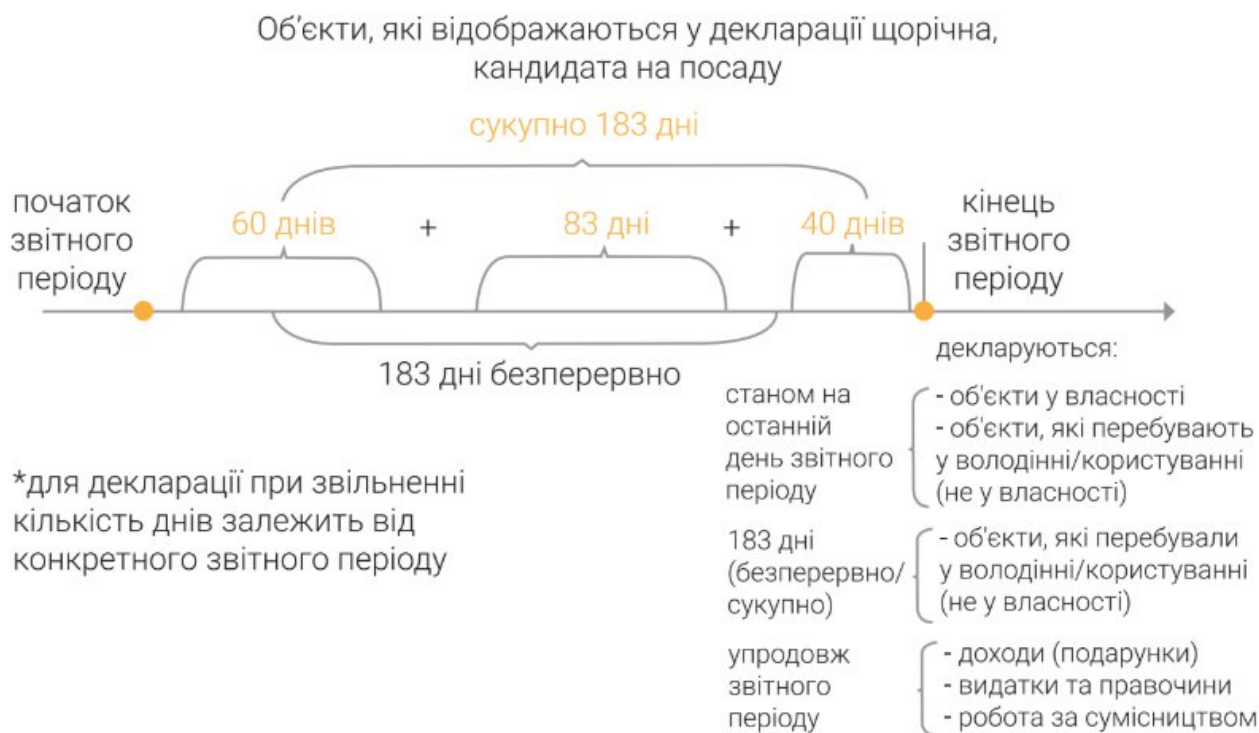 Об'єкти, які відображаються у декларації щорічна,
кандидата на посаду
сукупно 183 дні
початок
звітного
періоду
60 днів + 83 дні + 40 днів
кінець
звітного
періоду
183 дні безперервно
декларуються:
станом на
останній
день звітного
періоду
- об'єкти у власності
- об'єкти, які перебувають
у володінні/користуванні
(не у власності)
*для декларації при звільненні
кількість днів залежить від
конкретного звітного періоду
183 дні
(безперервно/
сукупно)
- об'єкти, які перебували
у володінні/користуванні
(не у власності)
упродовж
звітного
періоду
- доходи (подарунки)
- видатки та правочини
- робота за сумісництвом